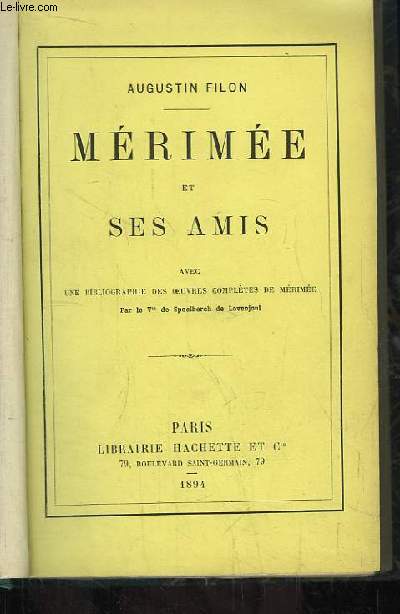 Le-livre.com
AUGUSTIN FILON
MÉRIMÉE
ET
SES AMIS
AVEC
UNE BIBLIOGRAPHIE DES ŒUVRES COMPLÈTES DE MÉRIMÉE
Par le Vte de Spoelberch de Lovenjoul
PARIS
LIBRAIRIE HACHETTE ET Cie
79, BOULEVARD SAINT-GERMAIN, 79
1894